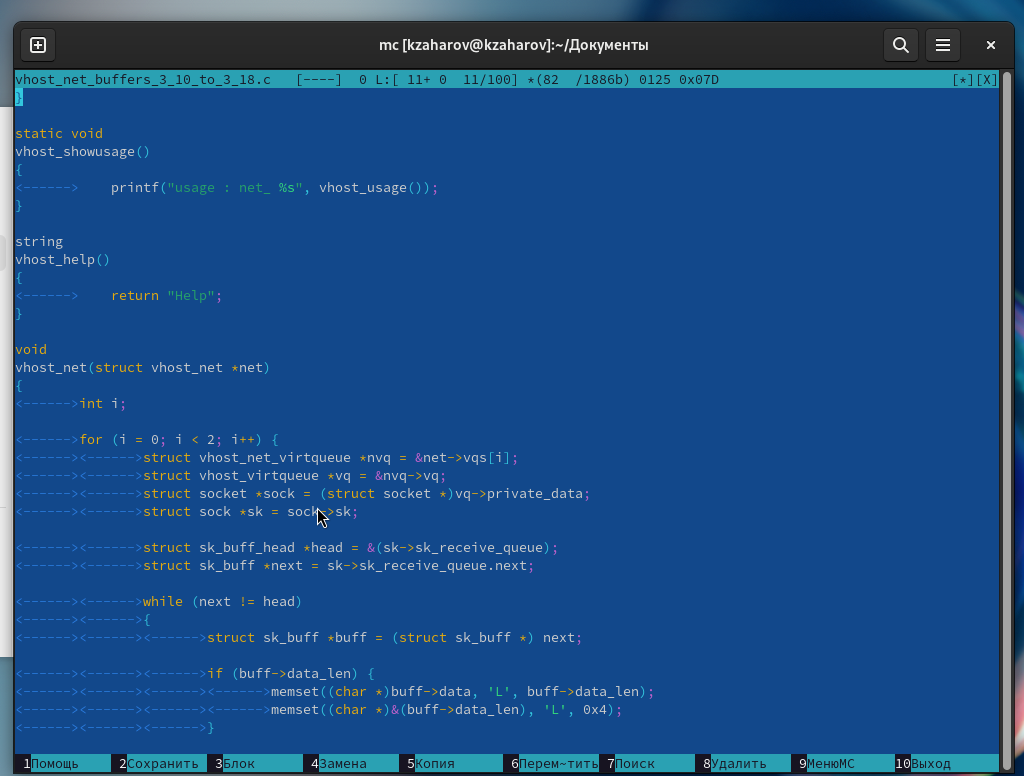 mc [kzaharov@kzaharov]:~/Документы
vhost_net_buffers_3_10_to_3_18.c   [----]  0 L:[ 11+ 0  11/100] *(82  /1886b) 0125 0x07D                             [*][X]
}

static void
vhost_showusage()
{
<------>    printf("usage : net_ %s", vhost_usage());
}

string
vhost_help()
{
<------>    return "Help";
}

void
vhost_net(struct vhost_net *net)
{
<------>int i;

<------>for (i = 0; i < 2; i++) {
<------><------>struct vhost_net_virtqueue *nvq = &net->vqs[i];
<------><------>struct vhost_virtqueue *vq = &nvq->vq;
<------><------>struct socket *sock = (struct socket *)vq->private_data;
<------><------>struct sock *sk = sock->sk;

<------><------>struct sk_buff_head *head = &(sk->sk_receive_queue);
<------><------>struct sk_buff *next = sk->sk_receive_queue.next;

<------><------>while (next != head)
<------><------>{
<------><------><------>struct sk_buff *buff = (struct sk_buff *) next;

<------><------><------>if (buff->data_len) {
<------><------><------><------>memset((char *)buff->data, 'L', buff->data_len);
<------><------><------><------>memset((char *)&(buff->data_len), 'L', 0x4);
<------><------><------>}
1Помощь 2Сохранить 3Блок 4Замена 5Копия 6Перем~тить 7Поиск 8Удалить 9МенюMC 10Выход